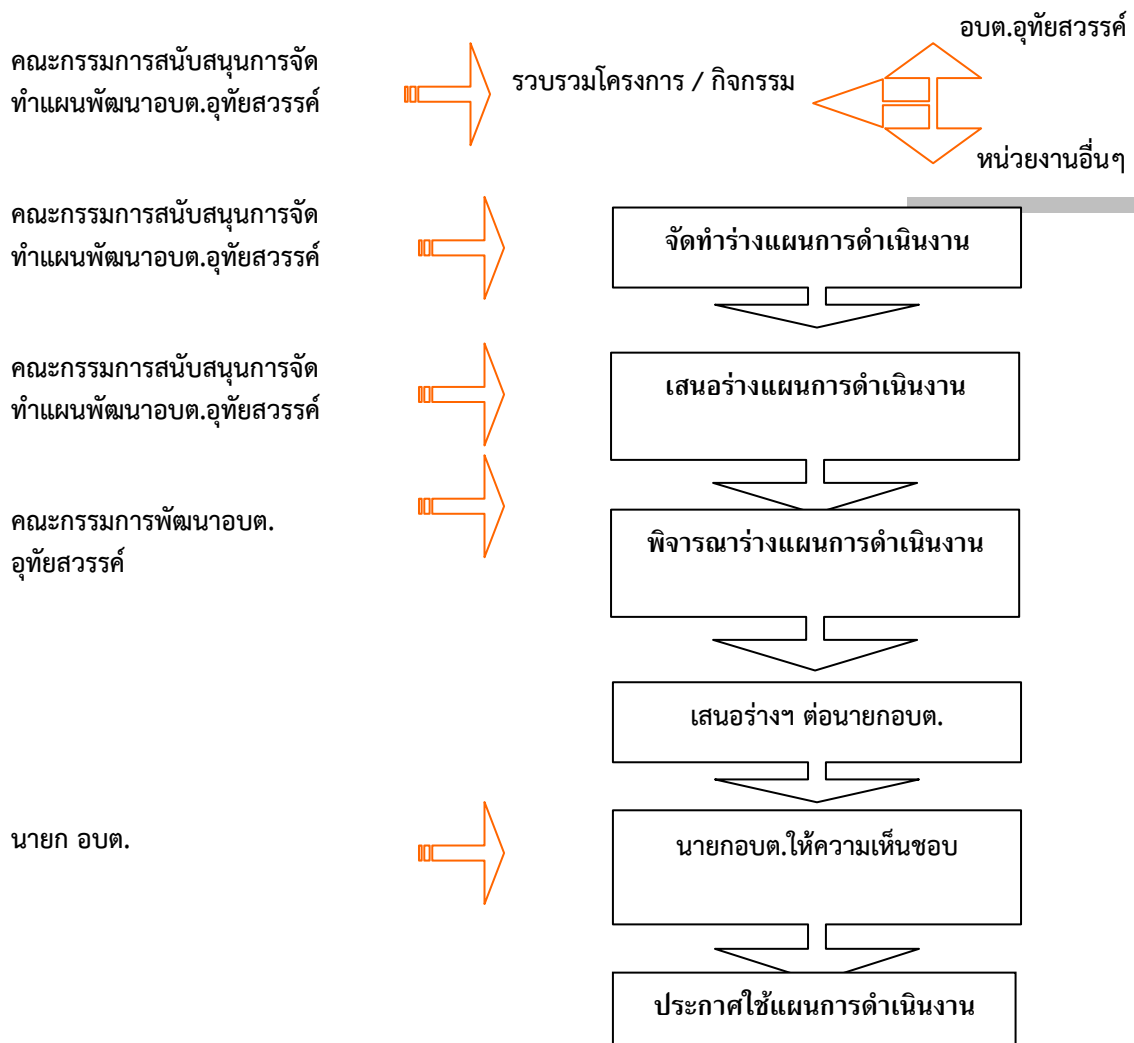 อบต.อุทัยสวรรค์
คณะกรรมการสนับสนุนการจัด
ทำแผนพัฒนาอบต.อุทัยสวรรค์
รวบรวมโครงการ / กิจกรรม
หน่วยงานอื่นๆ
คณะกรรมการสนับสนุนการจัด
ทำแผนพัฒนาอบต.อุทัยสวรรค์
จัดทำร่างแผนการดำเนินงาน
คณะกรรมการสนับสนุนการจัด
ทำแผนพัฒนาอบต.อุทัยสวรรค์
เสนอร่างแผนการดำเนินงาน
คณะกรรมการพัฒนาอบต.
อุทัยสวรรค์
พิจารณาร่างแผนการดำเนินงาน
เสนอร่างฯ ต่อนายกอบต.
นายก อบต.
นายกอบต.ให้ความเห็นชอบ
ประกาศใช้แผนการดำเนินงาน